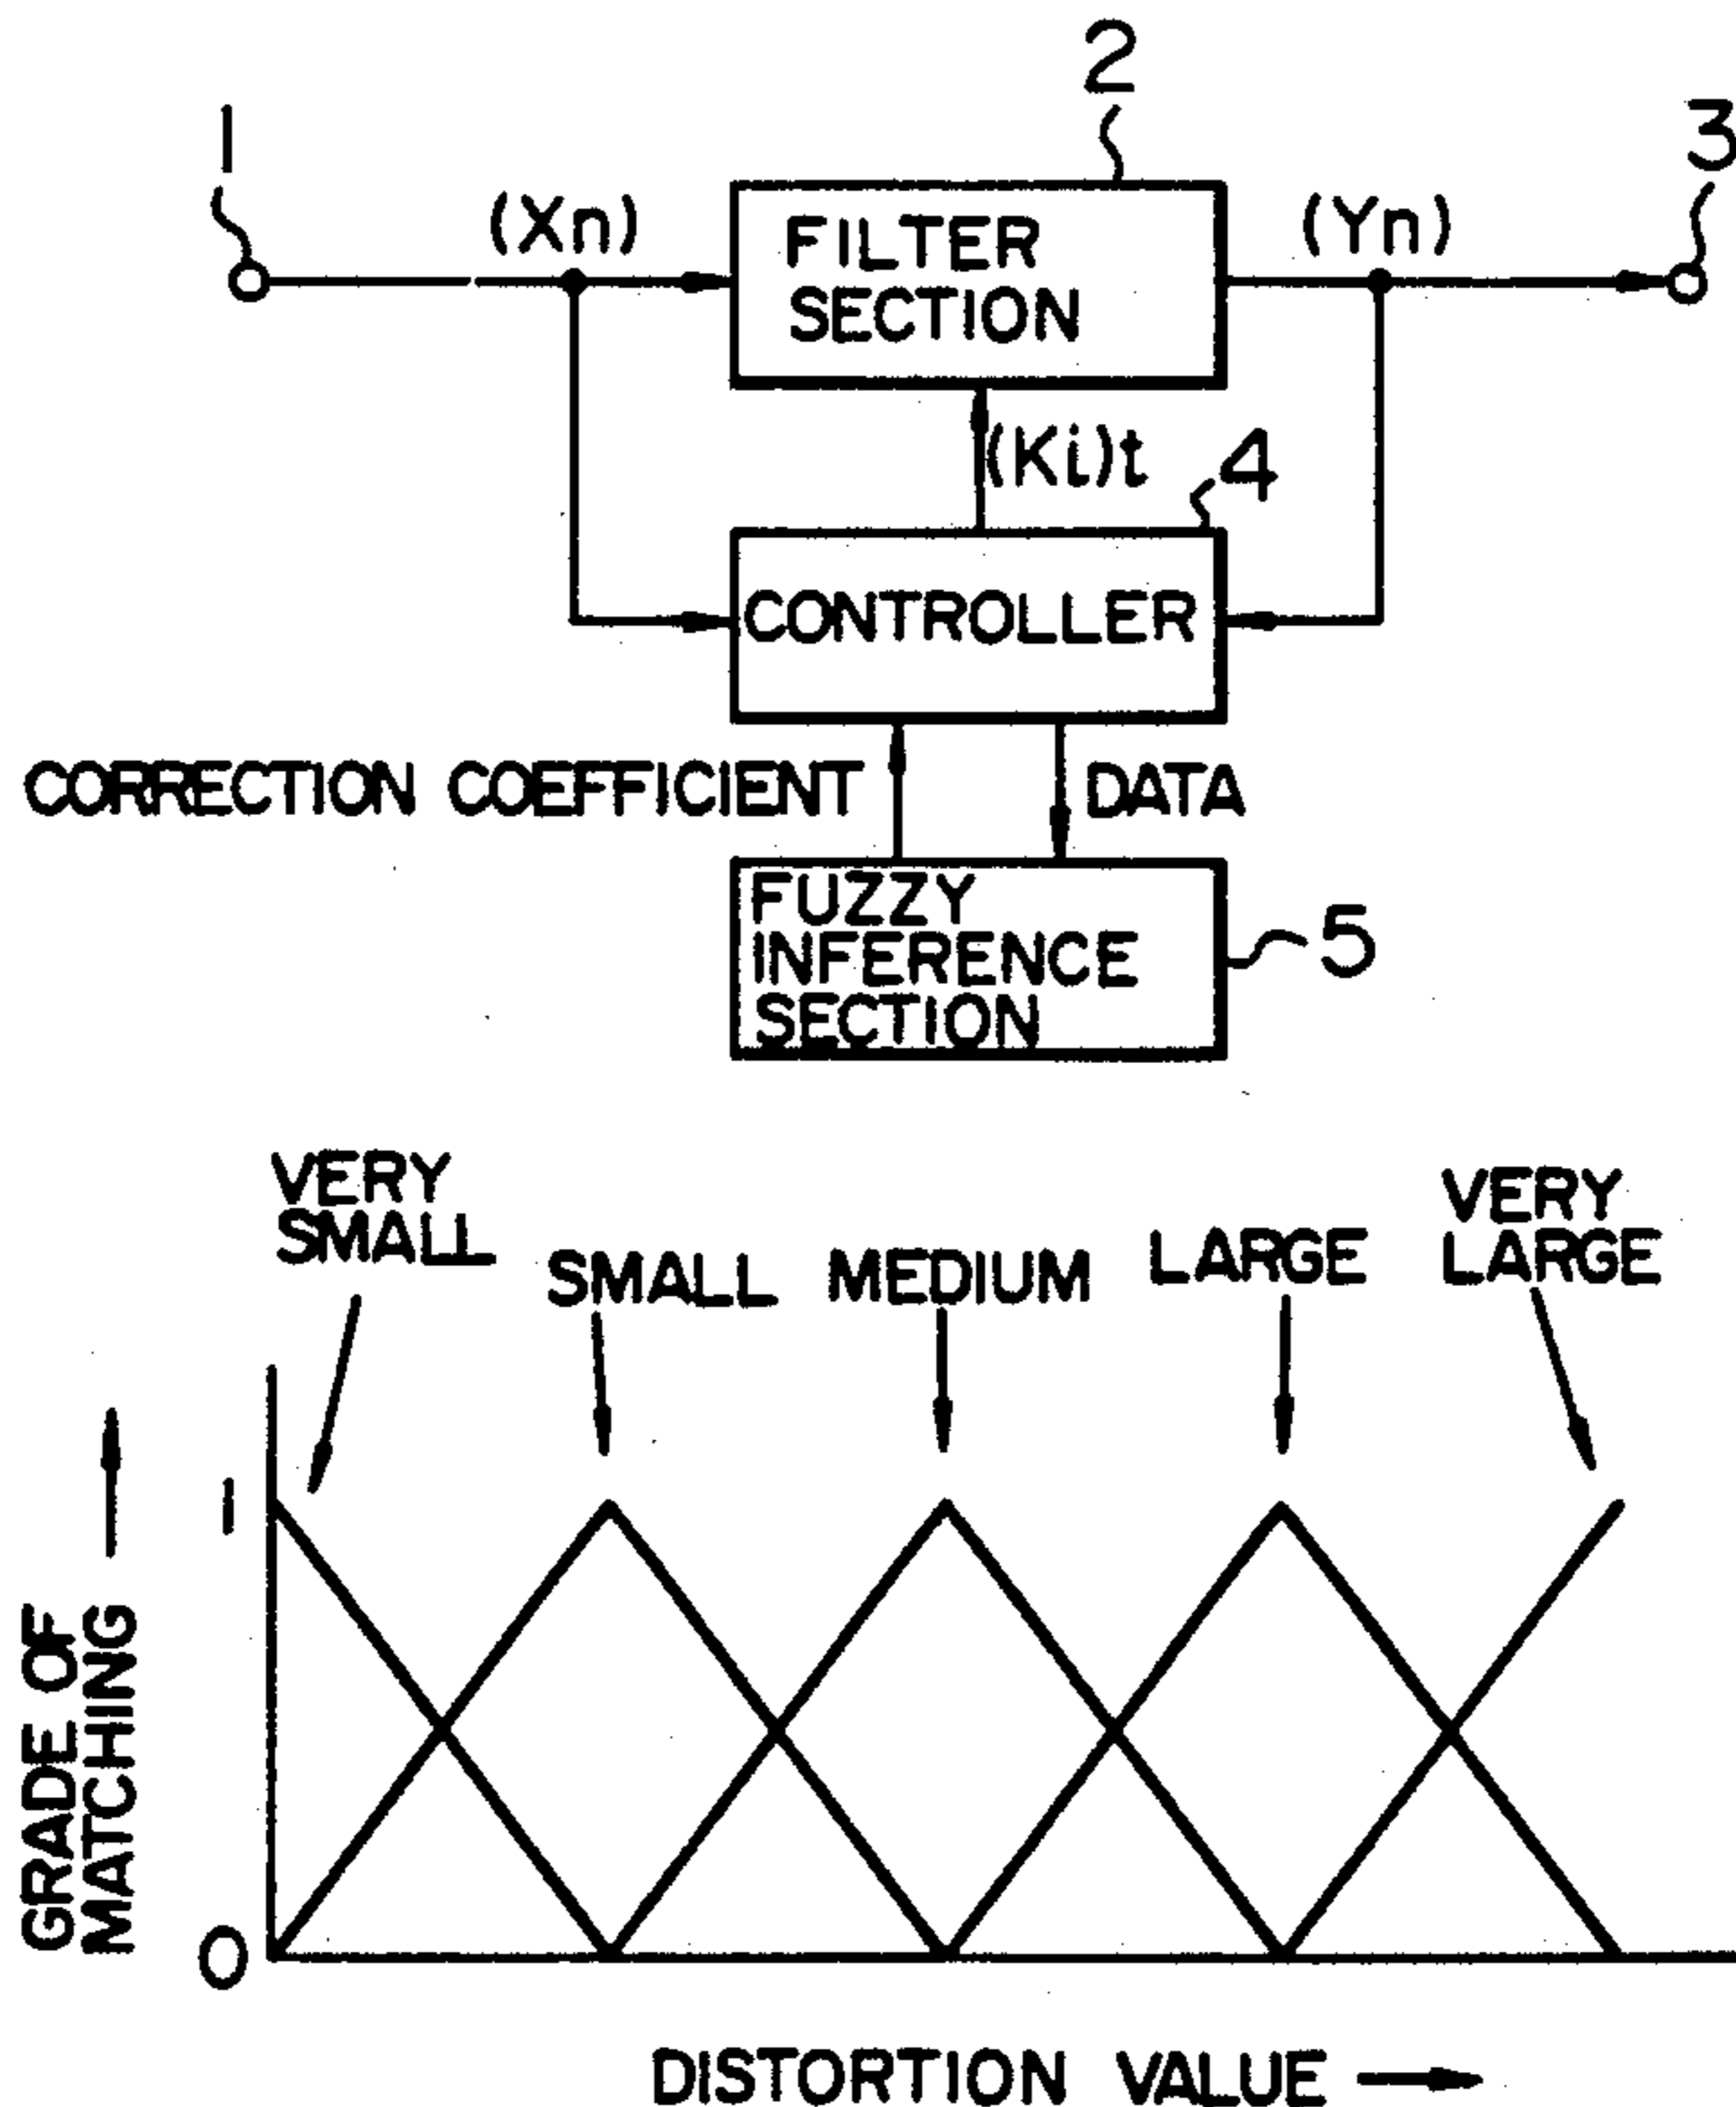 2
1
3
(Xn)
(Yn)
FILTER
SECTION
(Ki)t
4
CONTROLLER
CORRECTION COEFFICIENT
DATA
FUZZY
INFERENCE
SECTION
5
VERY
SMALL
SMALL
MEDIUM
LARGE
VERY
LARGE
1
GRADE OF
MATCHING
0
DISTORTION VALUE